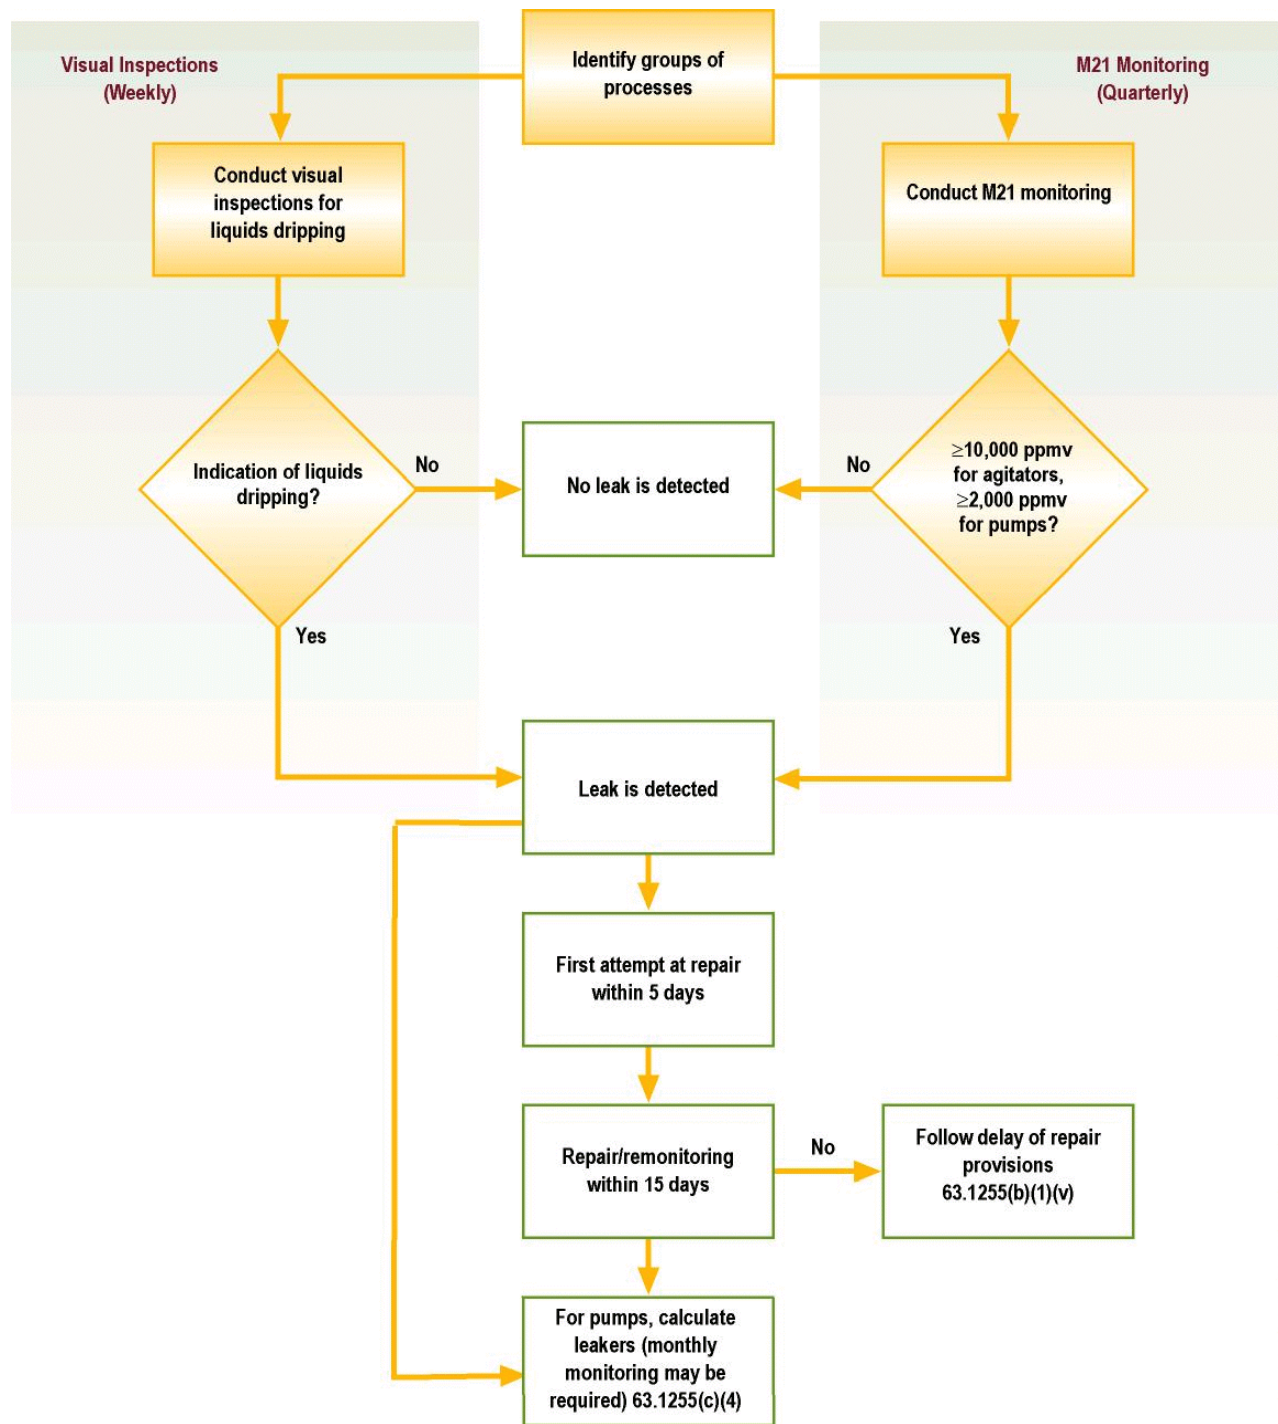 Identify groups of
processes
Visual Inspections
(Weekly)
M21 Monitoring
(Quarterly)
Conduct visual
inspections for
liquids dripping
Conduct M21 monitoring
Indication of liquids
dripping?
No
No leak is detected
No
≥10,000 ppmv
for agitators,
≥2,000 ppmv
for pumps?
Yes
Yes
Leak is detected
First attempt at repair
within 5 days
Repair/remonitoring
within 15 days
No
Follow delay of repair
provisions
63.1255(b)(1)(v)
For pumps, calculate
leakers (monthly
monitoring may be
required) 63.1255(c)(4)